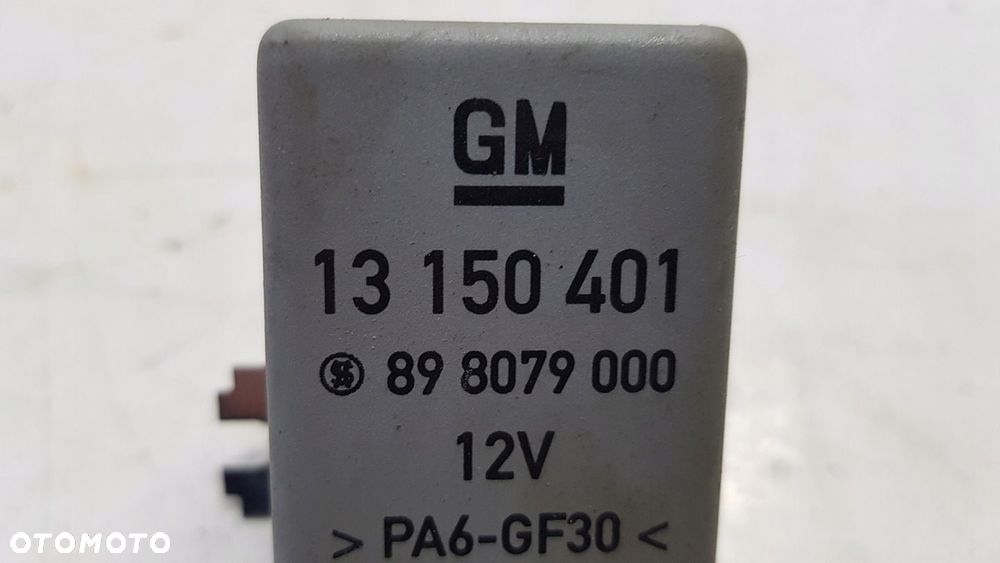 GM
13 150 401
89 8079 000
12V
> PA6-GF30 <
OTOMOTO